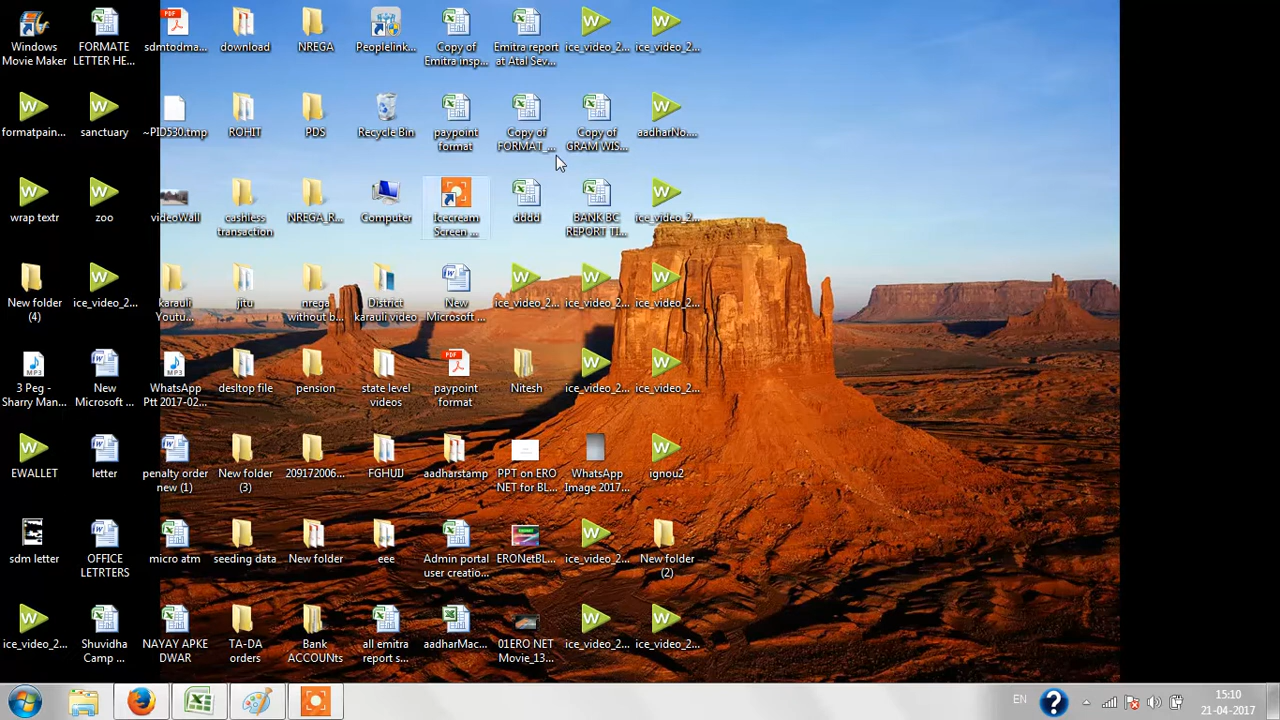 Windows
Movie Maker
FORMATE
LETTER HE...
sdmtodma...
download
NREGA
Peoplelink...
Copy of
Emitra insp...
Emitra report
at Atal Sev...
ice_video_2...
ice_video_2...
formatpain...
sanctuary
~PID530.tmp
ROHIT
PDS
Recycle Bin
paypoint
format
Copy of
FORMAT_...
Copy of
GRAM WIS...
aadharNo....
wrap textr
zoo
videoWall
cashless
transaction
NREGA_R...
Computer
Icecream
Screen ...
dddd
BANK BC
REPORT TI...
ice_video_2...
New folder
(4)
ice_video_2...
karauli
Youtu...
jitu
nrega
without b...
District
karauli video
New
Microsoft ...
ice_video_2...
ice_video_2...
ice_video_2...
3 Peg -
Sharry Man...
New
Microsoft ...
WhatsApp
Ptt 2017-02...
desltop file
pension
state level
videos
paypoint
format
Nitesh
ice_video_2...
ice_video_2...
EWALLET
letter
penalty order
new (1)
New folder
(3)
209172006...
FGHUIJ
aadharstamp
PPT on ERO
NET for BL...
WhatsApp
Image 2017...
ignou2
sdm letter
OFFICE
LETRTERS
micro atm
seeding data
New folder
eee
Admin portal
user creatio...
ERONetBL...
ice_video_2...
New folder
(2)
ice_video_2...
Shuvidha
Camp ...
NAYAY APKE
DWAR
TA-DA
orders
Bank
ACCOUNts
all emitra
report s...
aadharMac...
01ERO NET
Movie_13...
ice_video_2...
ice_video_2...
EN
15:10
21-04-2017